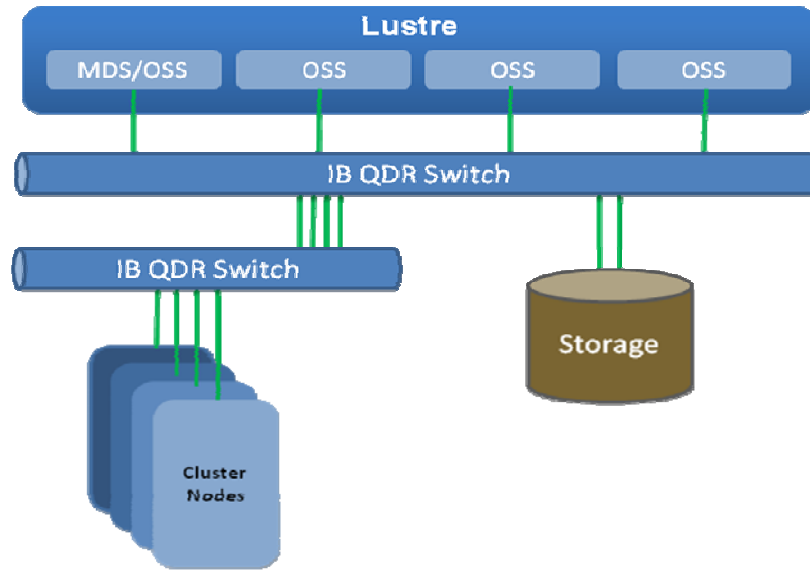 Lustre
MDS/OSS
OSS
OSS
OSS
IB QDR Switch
IB QDR Switch
Storage
Cluster
Nodes